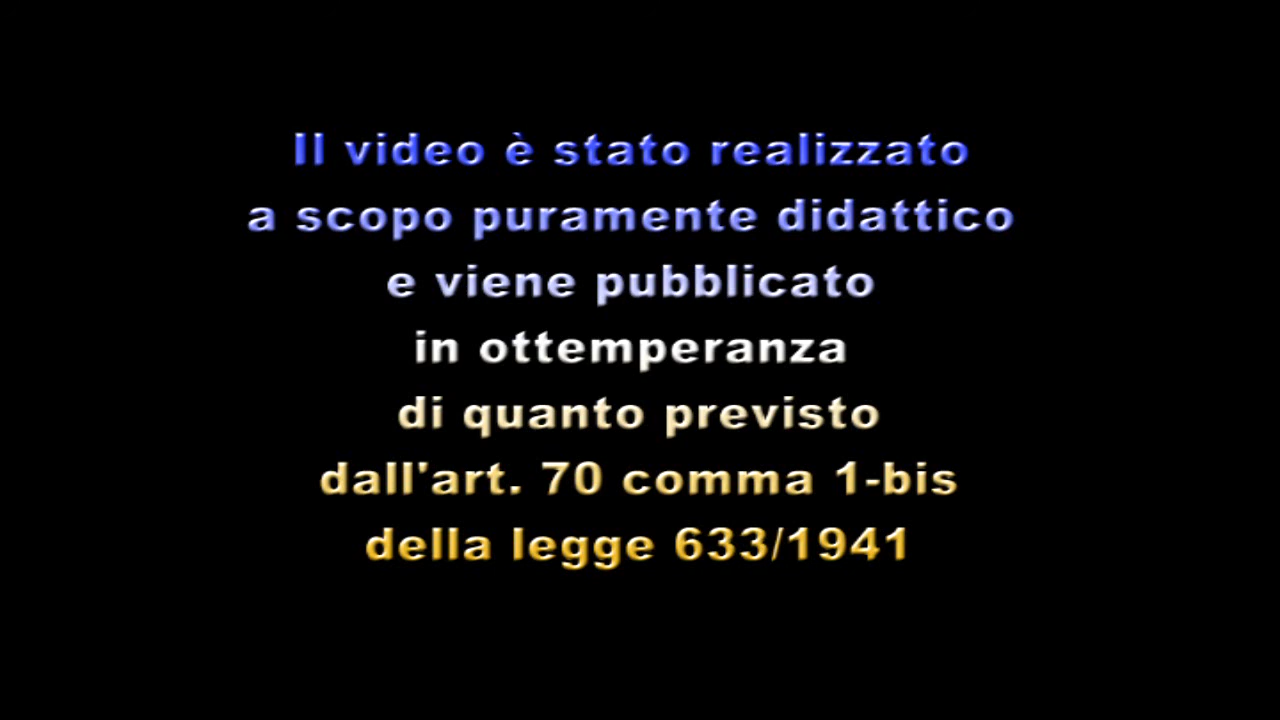 Il video è stato realizzato
a scopo puramente didattico
e viene pubblicato
in ottemperanza
di quanto previsto
dall'art. 70 comma 1-bis
della legge 633/1941